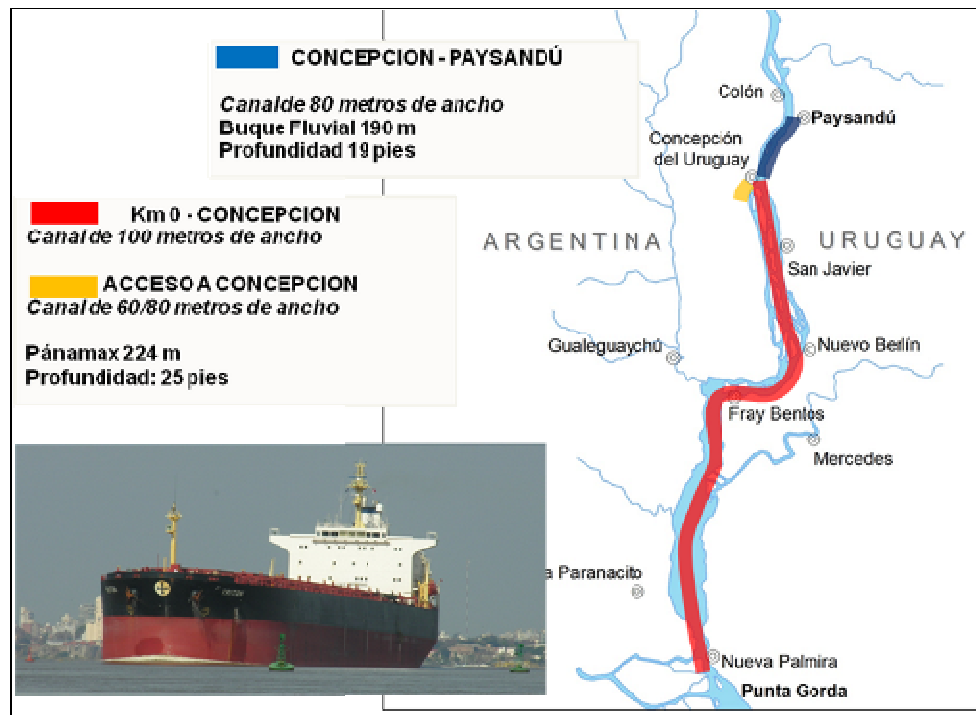 CONCEPCION - PAYSANDÚ
Canalde 80 metros de ancho
Buque Fluvial 190 m
Profundidad 19 pies
Km 0 - CONCEPCION
Canal de 100 metros de ancho
ACCESO A CONCEPCION
Canal de 60/80 metros de ancho
Pánamax 224 m
Profundidad: 25 pies
Colón
Paysandú
Concepción
del Uruguay
ARGENTINA
URUGUAY
San Javier
Gualeguaychú
Nuevo Berlín
Fray Bentos
Mercedes
a Paranacito
Nueva Palmira
Punta Gorda